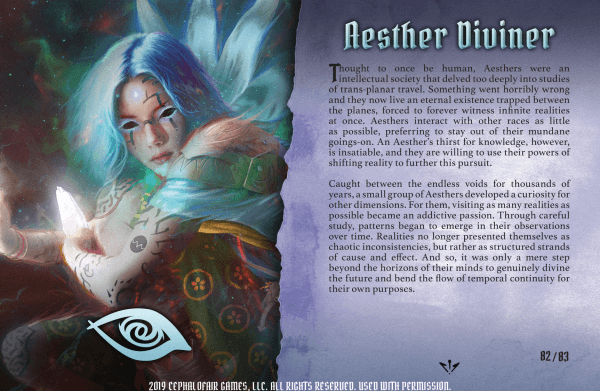 Aesther Diviner
Thought to once be human, Aesthers were an
intellectual society that delved too deeply into studies
of trans-planar travel. Something went horribly wrong
and they now live an eternal existence trapped between
the planes, forced to forever witness infinite realities
at once. Aesthers interact with other races as little
as possible, preferring to stay out of their mundane
goings-on. An Aesther's thirst for knowledge, however,
is insatiable, and they are willing to use their powers of
shifting reality to further this pursuit.
Caught between the endless voids for thousands of
years, a small group of Aesthers developed a curiosity for
other dimensions. For them, visiting as many realities as
possible became an addictive passion. Through careful
study, patterns began to emerge in their observations
over time. Realities no longer presented themselves as
chaotic inconsistencies, but rather as structured strands
of cause and effect. And so, it was only a mere step
beyond the horizons of their minds to genuinely divine
the future and bend the flow of temporal continuity for
their own purposes.
82/83
2019 CEPHALOFAIR GAMES, LLC. ALL RIGHTS RESERVED. USED WITH PERMISSION.